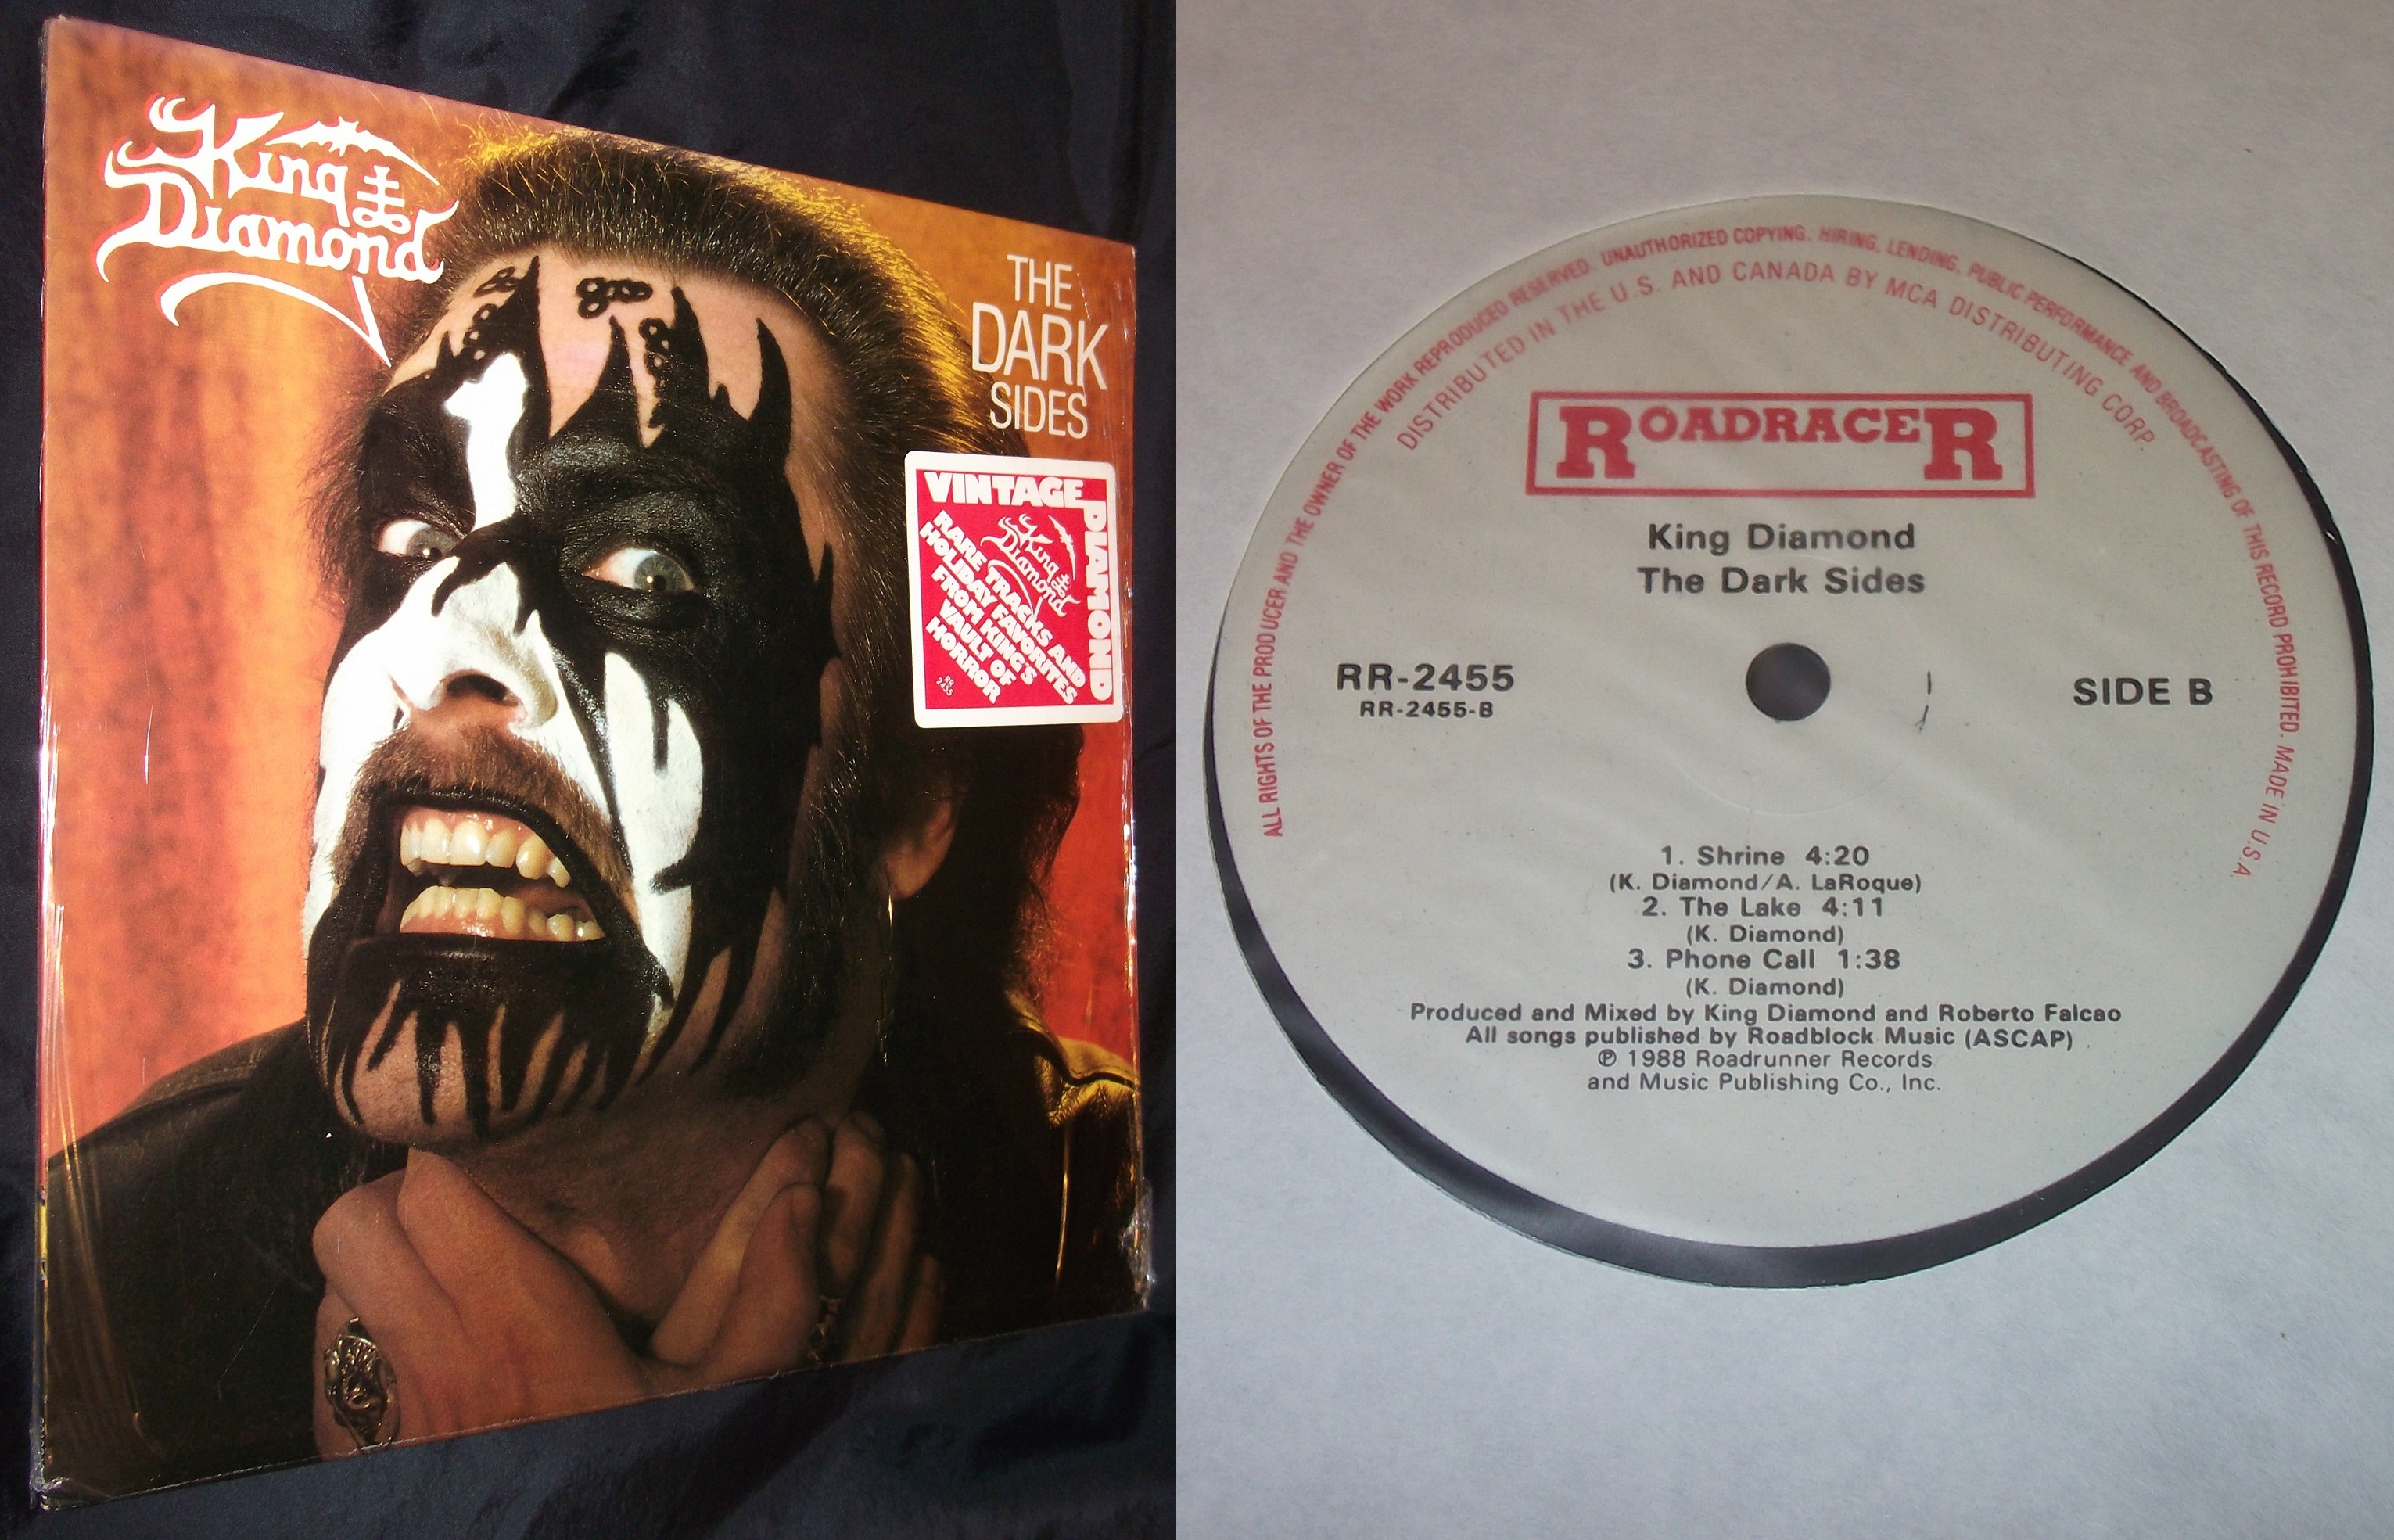 King
Diamond
THE
DARK
SIDES
VINTAGE
DIAMOND
King
Diamond
RARE TRACKS AND
HOLIDAY FAVORITES
FROM KING'S
VAULT OF
HORROR
RR
2455
ALL RIGHTS OF THE PRODUCER AND THE OWNER OF THE WORK REPRODUCED RESERVED. UNAUTHORIZED COPYING, HIRING, LENDING, PUBLIC PERFORMANCE AND BROADCASTING OF THIS RECORD PROHIBITED. MADE IN U.S.A.
DISTRIBUTED IN THE U.S. AND CANADA BY MCA DISTRIBUTING CORP.
ROADRACER
King Diamond
The Dark Sides
RR-2455
RR-2455-B
SIDE B
1. Shrine 4:20
(K. Diamond/A. LaRoque)
2. The Lake 4:11
(K. Diamond)
3. Phone Call 1:38
(K. Diamond)
Produced and Mixed by King Diamond and Roberto Falcao
All songs published by Roadblock Music (ASCAP)
℗ 1988 Roadrunner Records
and Music Publishing Co., Inc.